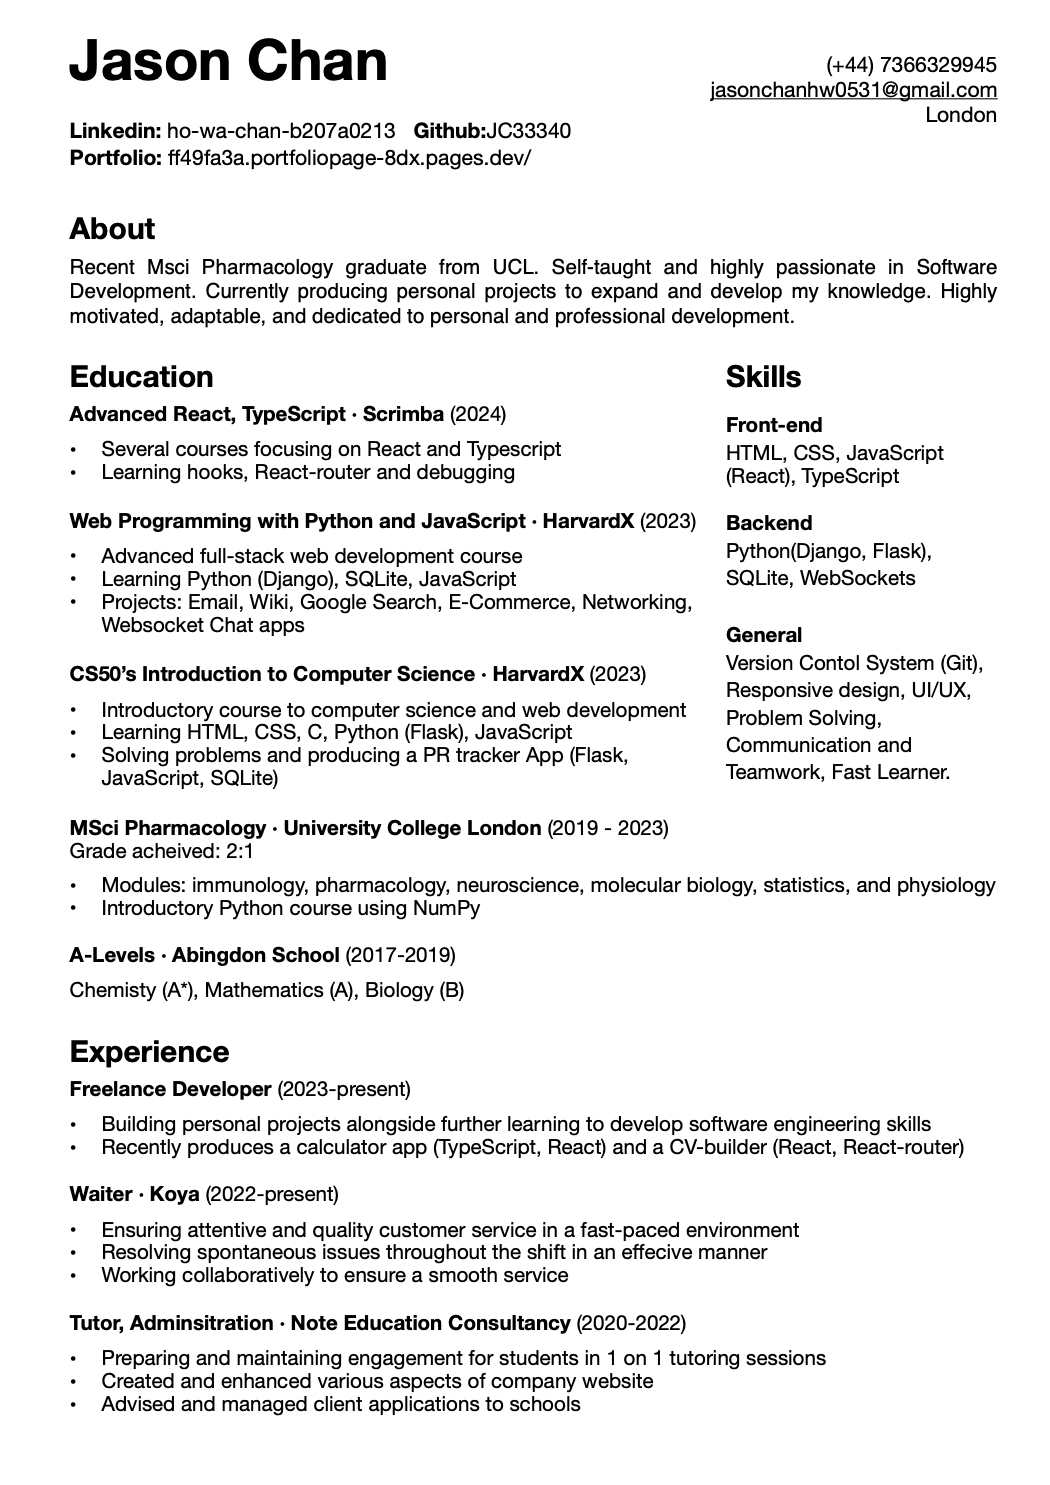 Jason Chan
(+44) 7366329945
jasonchanhw0531@gmail.com
London
Linkedin: ho-wa-chan-b207a0213 Github:JC33340
Portfolio: ff49fa3a.portfoliopage-8dx.pages.dev/
About
Recent Msci Pharmacology graduate from UCL. Self-taught and highly passionate in Software
Development. Currently producing personal projects to expand and develop my knowledge. Highly
motivated, adaptable, and dedicated to personal and professional development.
Education
Advanced React, TypeScript · Scrimba (2024)
• Several courses focusing on React and Typescript
• Learning hooks, React-router and debugging
Web Programming with Python and JavaScript · HarvardX (2023)
• Advanced full-stack web development course
• Learning Python (Django), SQLite, JavaScript
• Projects: Email, Wiki, Google Search, E-Commerce, Networking,
Websocket Chat apps
CS50’s Introduction to Computer Science · HarvardX (2023)
• Introductory course to computer science and web development
• Learning HTML, CSS, C, Python (Flask), JavaScript
• Solving problems and producing a PR tracker App (Flask,
JavaScript, SQLite)
Skills
Front-end
HTML, CSS, JavaScript
(React), TypeScript
Backend
Python(Django, Flask),
SQLite, WebSockets
General
Version Contol System (Git),
Responsive design, UI/UX,
Problem Solving,
Communication and
Teamwork, Fast Learner.
MSci Pharmacology · University College London (2019 - 2023)
Grade acheived: 2:1
• Modules: immunology, pharmacology, neuroscience, molecular biology, statistics, and physiology
• Introductory Python course using NumPy
A-Levels · Abingdon School (2017-2019)
Chemisty (A*), Mathematics (A), Biology (B)
Experience
Freelance Developer (2023-present)
• Building personal projects alongside further learning to develop software engineering skills
• Recently produces a calculator app (TypeScript, React) and a CV-builder (React, React-router)
Waiter · Koya (2022-present)
• Ensuring attentive and quality customer service in a fast-paced environment
• Resolving spontaneous issues throughout the shift in an effecive manner
• Working collaboratively to ensure a smooth service
Tutor, Adminsitration · Note Education Consultancy (2020-2022)
• Preparing and maintaining engagement for students in 1 on 1 tutoring sessions
• Created and enhanced various aspects of company website
• Advised and managed client applications to schools